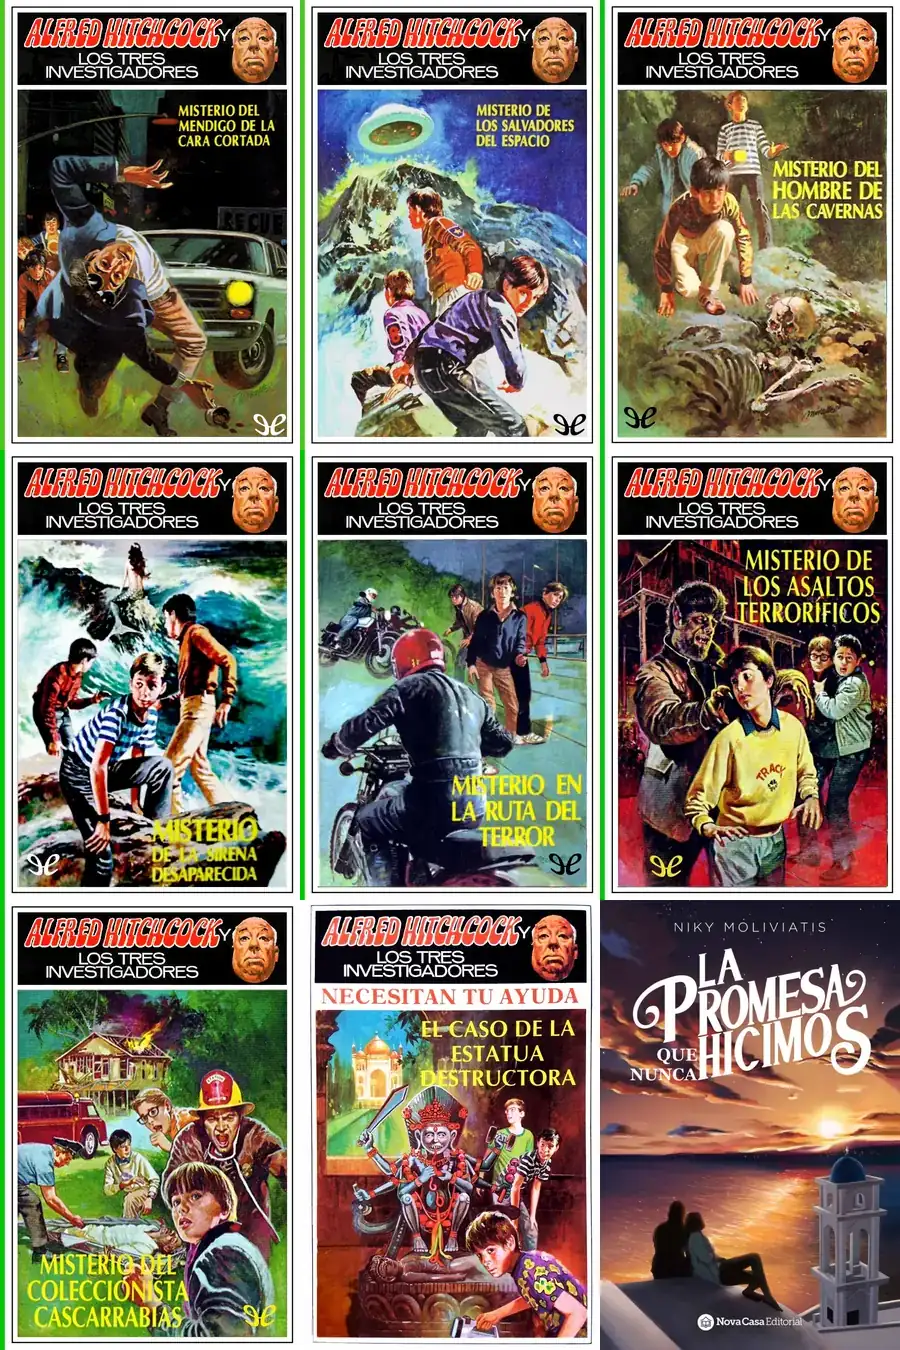 ALFRED HITCHCOCK Y
LOS TRES
INVESTIGADORES
MISTERIO DEL
MENDIGO DE LA
CARA CORTADA
ALFRED HITCHCOCK Y
LOS TRES
INVESTIGADORES
MISTERIO DE
LOS SALVADORES
DEL ESPACIO
ALFRED HITCHCOCK Y
LOS TRES
INVESTIGADORES
MISTERIO DEL
HOMBRE DE
LAS CAVERNAS
ALFRED HITCHCOCK Y
LOS TRES
INVESTIGADORES
MISTERIO
DE LA SIRENA
DESAPARECIDA
ALFRED HITCHCOCK Y
LOS TRES
INVESTIGADORES
MISTERIO EN
LA RUTA DEL
TERROR
ALFRED HITCHCOCK Y
LOS TRES
INVESTIGADORES
MISTERIO DE
LOS ASALTOS
TERRORÍFICOS
TRACY
ALFRED HITCHCOCK Y
LOS TRES
INVESTIGADORES
1
MISTERIO DEL
COLECCIONISTA
CASCARRABIAS
ALFRED HITCHCOCK Y
LOS TRES
INVESTIGADORES
NECESITAN TU AYUDA
EL CASO DE LA
ESTATUA
DESTRUCTORA
NIKY MOLIVIATIS
LA
PROMESA
QUE
NUNCA HICIMOS
Nova Casa Editorial